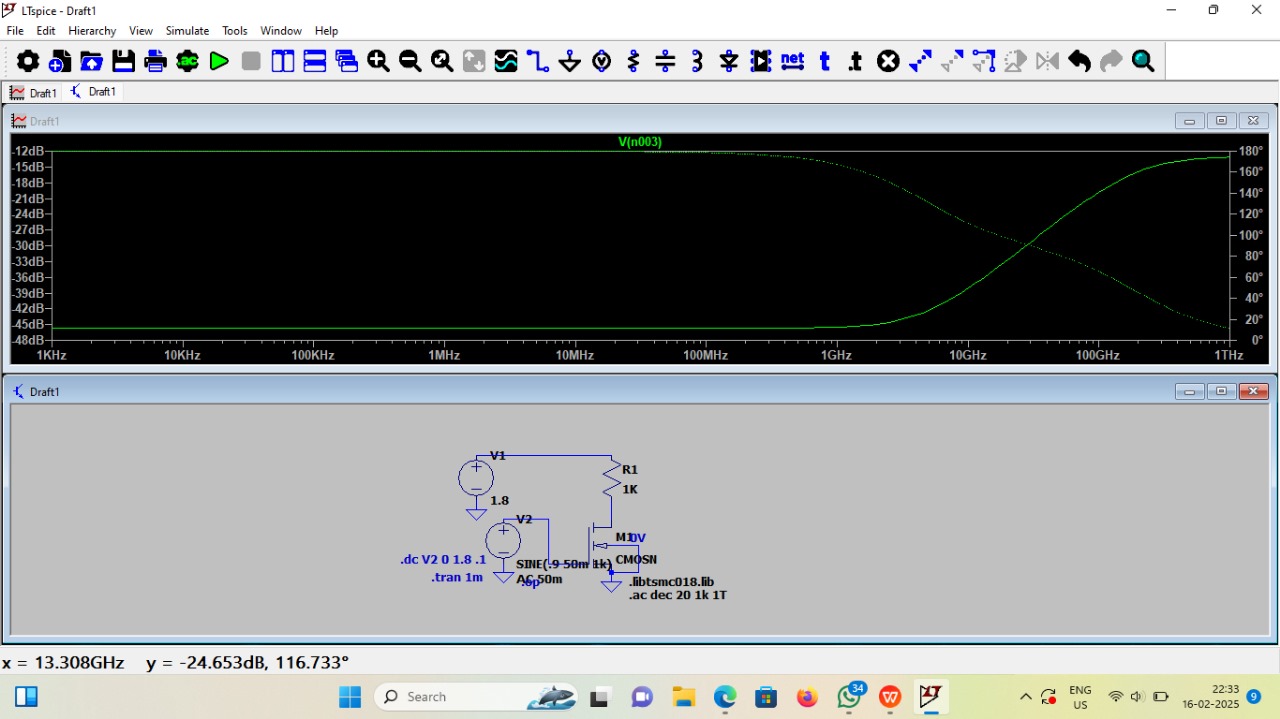 LTspice - Draft1
File Edit Hierarchy View Simulate Tools Window Help
.ac net t .t
Draft1 Draft1
Draft1
V(n003)
-12dB 180°
-15dB 160°
-18dB 140°
-21dB 120°
-24dB 100°
-27dB 80°
-30dB 60°
-33dB 40°
-36dB 20°
-39dB 0°
-42dB
-45dB
-48dB
1KHz 10KHz 100KHz 1MHz 10MHz 100MHz 1GHz 10GHz 100GHz 1THz
Draft1
V1
R1
1K
1.8
V2
M1 0V
.dc V2 0 1.8 .1
SINE(.9 50m 1k)
CMOSN
.tran 1m
AC 50m
.op
.libtsmc018.lib
.ac dec 20 1k 1T
x = 13.308GHz y = -24.653dB, 116.733°
Search
34
ENG
US
22:33
16-02-2025
9